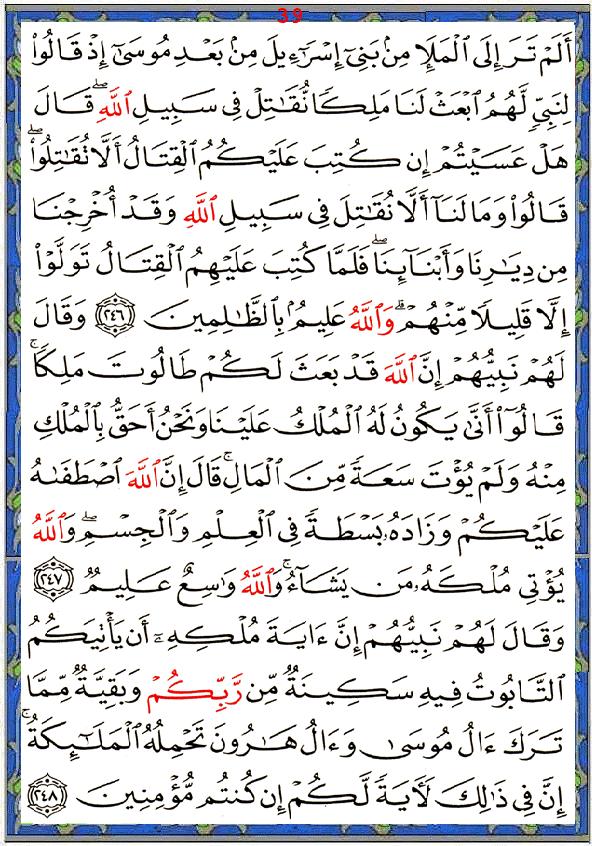 39
أَلَمْ تَرَ إِلَى ٱلْمَلَإِ مِنۢ بَنِىٓ إِسْرَٰٓءِيلَ مِنۢ بَعْدِ مُوسَىٰٓ إِذْ قَالُوا۟
لِنَبِىٍّ لَّهُمُ ٱبْعَثْ لَنَا مَلِكًا نُّقَٰتِلْ فِى سَبِيلِ ٱللَّهِ ۖ قَالَ
هَلْ عَسَيْتُمْ إِن كُتِبَ عَلَيْكُمُ ٱلْقِتَالُ أَلَّا تُقَٰتِلُوا۟ ۖ
قَالُوا۟ وَمَا لَنَآ أَلَّا نُقَٰتِلَ فِى سَبِيلِ ٱللَّهِ وَقَدْ أُخْرِجْنَا
مِن دِيَٰرِنَا وَأَبْنَآئِنَا ۖ فَلَمَّا كُتِبَ عَلَيْهِمُ ٱلْقِتَالُ تَوَلَّوْا۟
إِلَّا قَلِيلًا مِّنْهُمْ ۗ وَٱللَّهُ عَلِيمٌۢ بِٱلظَّٰلِمِينَ ﴿٢٤٦﴾ وَقَالَ
لَهُمْ نَبِيُّهُمْ إِنَّ ٱللَّهَ قَدْ بَعَثَ لَكُمْ طَالُوتَ مَلِكًا ۚ
قَالُوٓا۟ أَنَّىٰ يَكُونُ لَهُ ٱلْمُلْكُ عَلَيْنَا وَنَحْنُ أَحَقُّ بِٱلْمُلْكِ
مِنْهُ وَلَمْ يُؤْتَ سَعَةً مِّنَ ٱلْمَالِ ۚ قَالَ إِنَّ ٱللَّهَ ٱصْطَفَىٰهُ
عَلَيْكُمْ وَزَادَهُۥ بَسْطَةً فِى ٱلْعِلْمِ وَٱلْجِسْمِ ۖ وَٱللَّهُ
يُؤْتِى مُلْكَهُۥ مَن يَشَآءُ ۚ وَٱللَّهُ وَٰسِعٌ عَلِيمٌ ﴿٢٤٧﴾
وَقَالَ لَهُمْ نَبِيُّهُمْ إِنَّ ءَايَةَ مُلْكِهِۦٓ أَن يَأْتِيَكُمُ
ٱلتَّابُوتُ فِيهِ سَكِينَةٌ مِّن رَّبِّكُمْ وَبَقِيَّةٌ مِّمَّا
تَرَكَ ءَالُ مُوسَىٰ وَءَالُ هَٰرُونَ تَحْمِلُهُ ٱلْمَلَٰٓئِكَةُ ۚ
إِنَّ فِى ذَٰلِكَ لَءَايَةً لَّكُمْ إِن كُنتُم مُّؤْمِنِينَ ﴿٢٤٨﴾